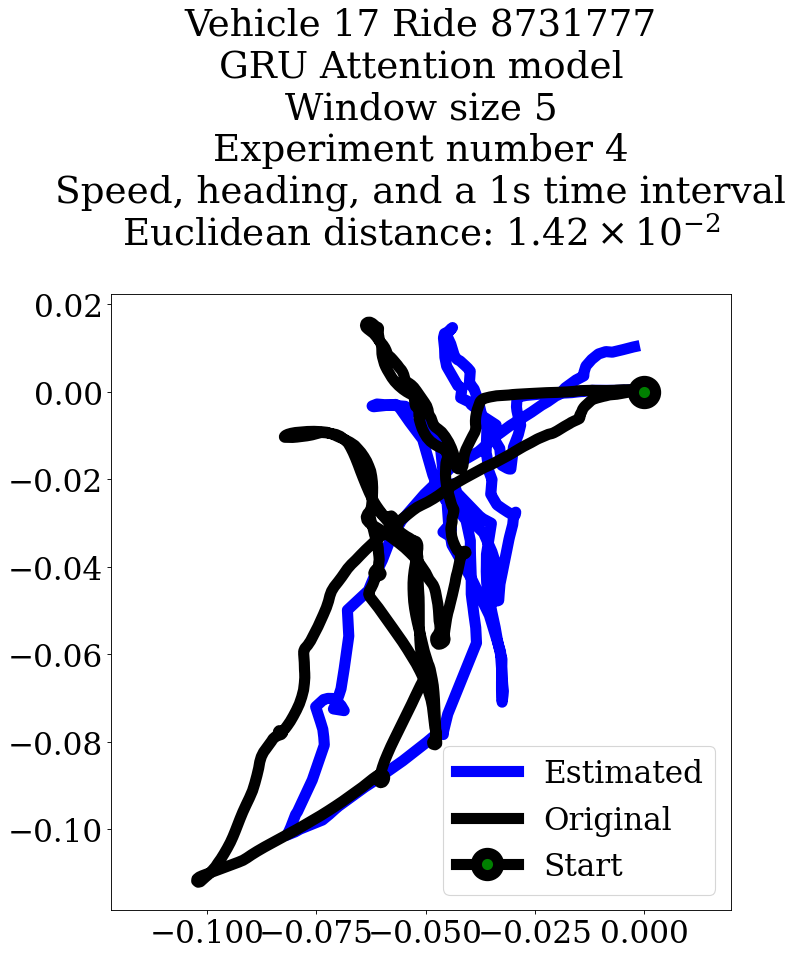 Vehicle 17 Ride 8731777
GRU Attention model
Window size 5
Experiment number 4
Speed, heading, and a 1s time interval
Euclidean distance: 1.42 × 10⁻²
0.02
0.00
−0.02
−0.04
−0.06
−0.08
−0.10
Estimated
Original
Start
−0.100 −0.075 −0.050 −0.025 0.000